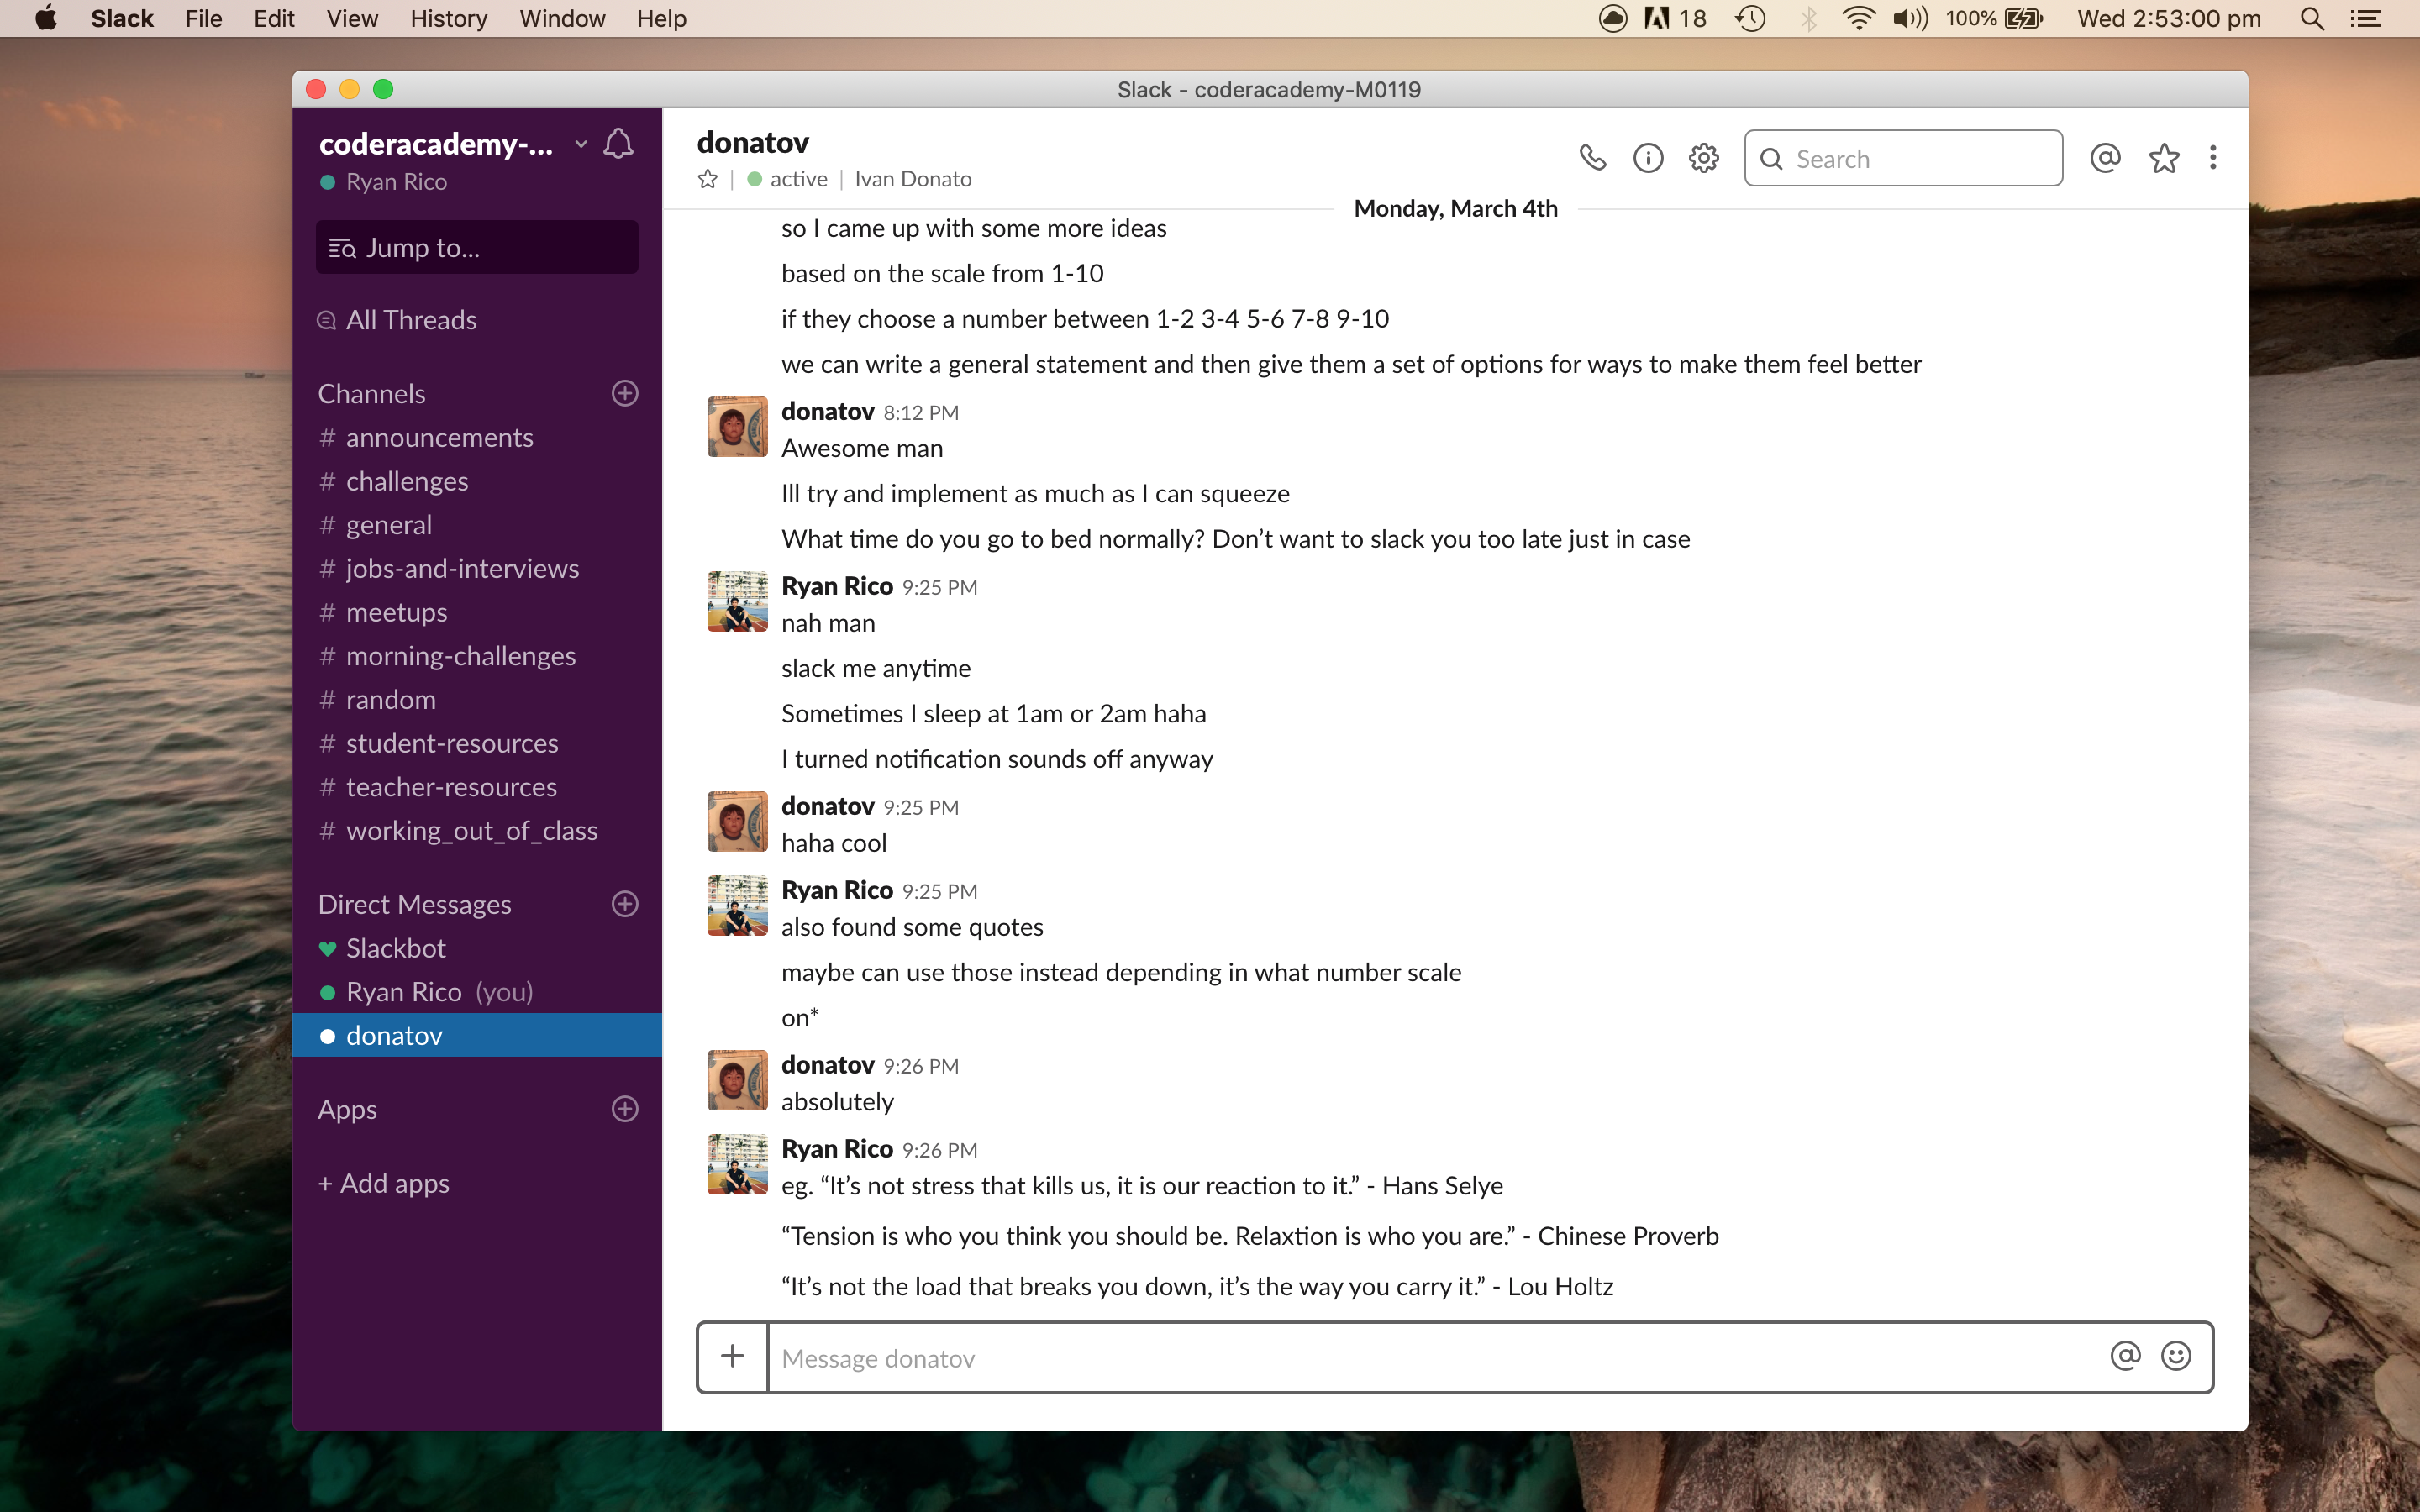 Slack File Edit View History Window Help 18 100% Wed 2:53:00 pm
Slack - coderacademy-M0119
coderacademy-...
Ryan Rico
Jump to...
All Threads
Channels
# announcements
# challenges
# general
# jobs-and-interviews
# meetups
# morning-challenges
# random
# student-resources
# teacher-resources
# working_out_of_class
Direct Messages
Slackbot
Ryan Rico (you)
donatov
Apps
+ Add apps
donatov
active | Ivan Donato
Search
Monday, March 4th
so I came up with some more ideas
based on the scale from 1-10
if they choose a number between 1-2 3-4 5-6 7-8 9-10
we can write a general statement and then give them a set of options for ways to make them feel better
donatov 8:12 PM
Awesome man
Ill try and implement as much as I can squeeze
What time do you go to bed normally? Don’t want to slack you too late just in case
Ryan Rico 9:25 PM
nah man
slack me anytime
Sometimes I sleep at 1am or 2am haha
I turned notification sounds off anyway
donatov 9:25 PM
haha cool
Ryan Rico 9:25 PM
also found some quotes
maybe can use those instead depending in what number scale
on*
donatov 9:26 PM
absolutely
Ryan Rico 9:26 PM
eg. “It’s not stress that kills us, it is our reaction to it.” - Hans Selye
“Tension is who you think you should be. Relaxtion is who you are.” - Chinese Proverb
“It’s not the load that breaks you down, it’s the way you carry it.” - Lou Holtz
Message donatov